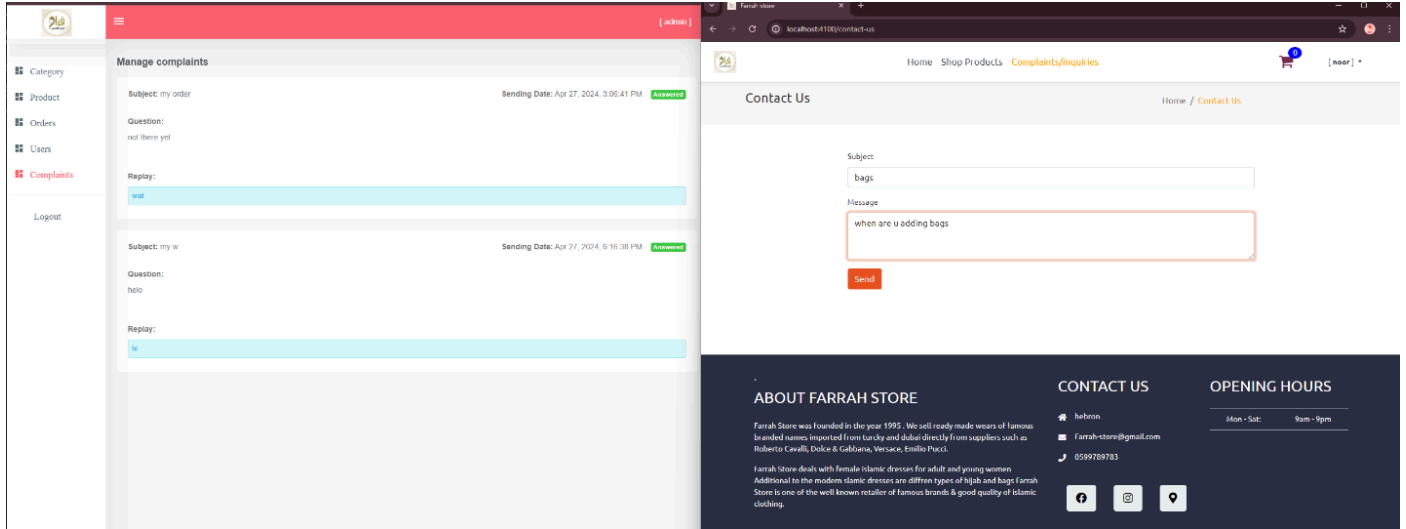 فرح
[ admin ]
Category
Product
Orders
Users
Complaints
Logout
Manage complaints
Subject: my order Sending Date: Apr 27, 2024, 3:06:41 PM Answered
Question:
not there yet
Replay:
wat
Subject: my w Sending Date: Apr 27, 2024, 6:16:38 PM Answered
Question:
helo
Replay:
hi
Farrah store
localhost:4100/contact-us
Home Shop Products Complaints/inquiries 0 [ noor ]
Contact Us Home / Contact Us
Subject
bags
Message
when are u adding bags
Send
ABOUT FARRAH STORE
Farrah Store was founded in the year 1995 . We sell ready made wears of famous
branded names imported from turcky and dubai directly from suppliers such as
Roberto Cavalli, Dolce & Gabbana, Versace, Emilio Pucci.
Farrah Store deals with female islamic dresses for adult and young women
Additional to the modern slamic dresses are diffren types of hijab and bags Farrah
Store is one of the well known retailer of famous brands & good quality of islamic
clothing.
CONTACT US
hebron
Farrah-store@gmail.com
0599789783
OPENING HOURS
Mon - Sat: 9am - 9pm